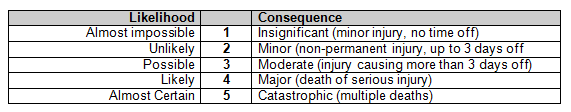 Likelihood Consequence
Almost impossible 1 Insignificant (minor injury, no time off)
Unlikely 2 Minor (non-permanent injury, up to 3 days off
Possible 3 Moderate (injury causing more than 3 days off)
Likely 4 Major (death of serious injury)
Almost Certain 5 Catastrophic (multiple deaths)